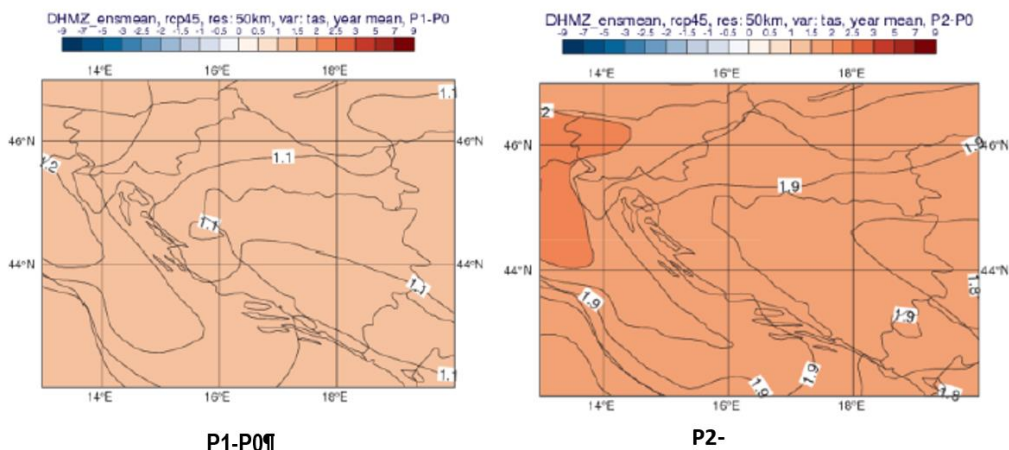 DHMZ_ensmean, rcp45, res: 50km, var: tas, year mean, P1-P0
-9 -7 -5 -3 -2.5 -2 -1.5 -1 -0.5 0 0.5 1 1.5 2 2.5 3 5 7 9
14°E 16°E 18°E
1.1
46°N 46°N
1.1
1.2
1.1
44°N 44°N
1.1
1.1
14°E 16°E 18°E
P1-P0¶
DHMZ_ensmean, rcp45, res: 50km, var: tas, year mean, P2-P0
-9 -7 -5 -3 -2.5 -2 -1.5 -1 -0.5 0 0.5 1 1.5 2 2.5 3 5 7 9
14°E 16°E 18°E
2
46°N 46°N
1.9
1.9
44°N 44°N
1.8
1.9
1.9
1.9
1.9
1.8
14°E 16°E 18°E
P2-